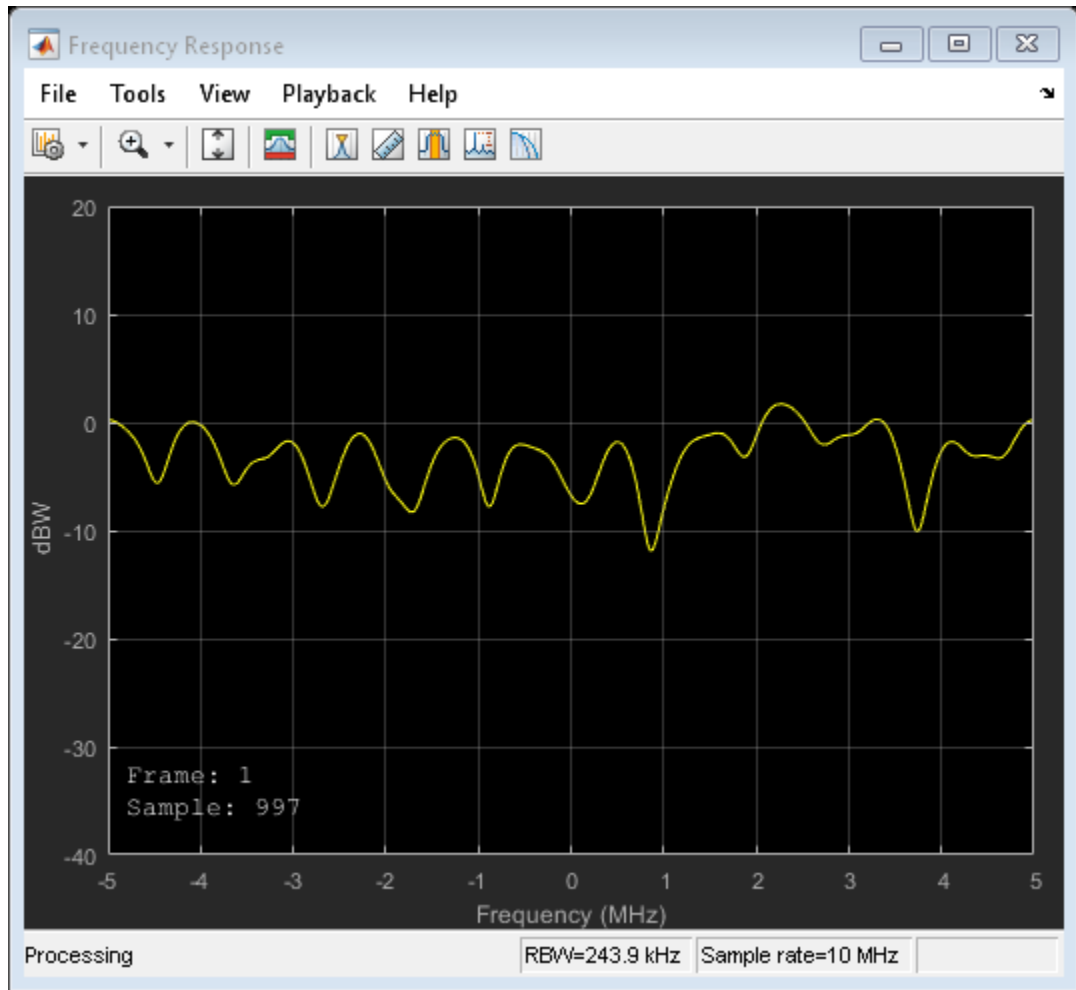 Frequency Response
File Tools View Playback Help
20
10
0
-10
-20
-30
-40
dBW
Frame: 1
Sample: 997
-5 -4 -3 -2 -1 0 1 2 3 4 5
Frequency (MHz)
Processing RBW=243.9 kHz Sample rate=10 MHz